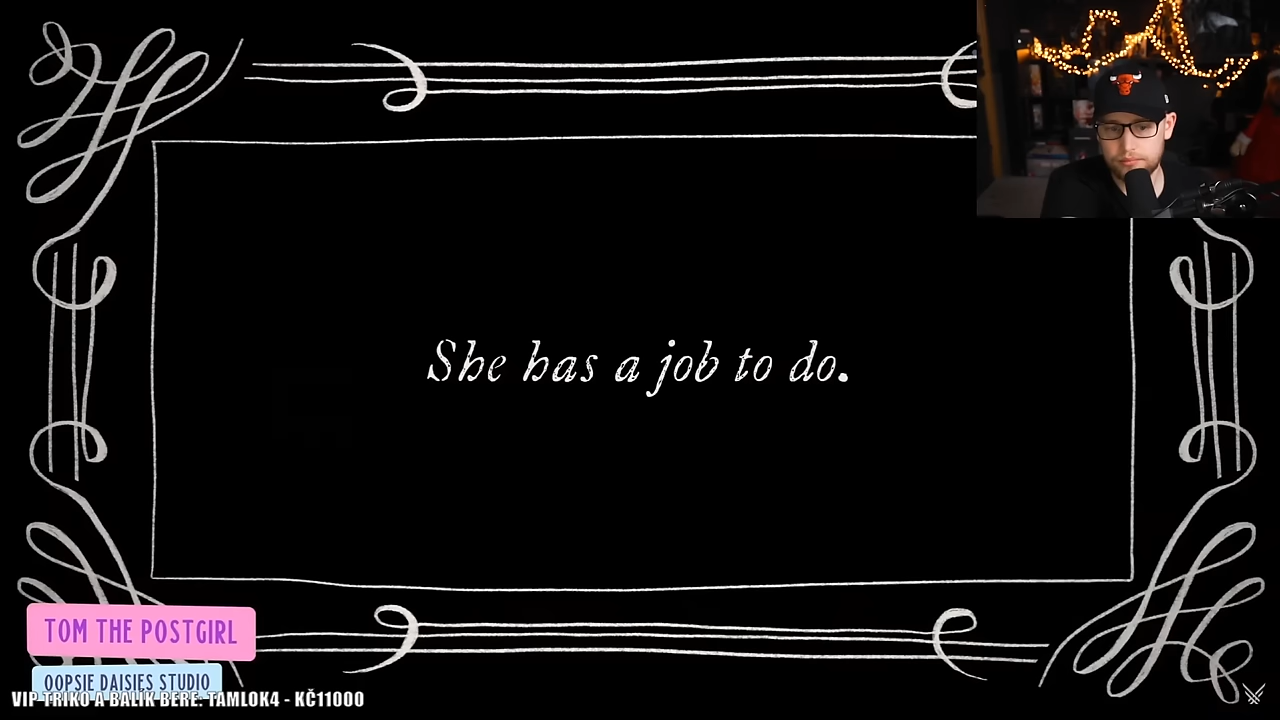 She has a job to do.
TOM THE POSTGIRL
OOPSIE DAISIES STUDIO
VIP TRIKO A BALÍK BERE: TAMLOK4 - KČ11000